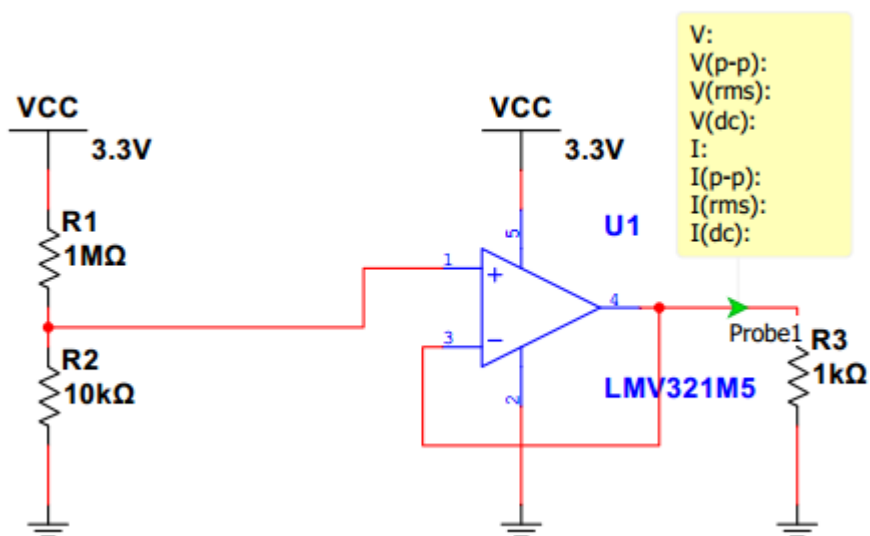 VCC
3.3V
R1
1MΩ
R2
10kΩ
VCC
3.3V
U1
5
1
+
3
−
4
2
LMV321M5
V:
V(p-p):
V(rms):
V(dc):
I:
I(p-p):
I(rms):
I(dc):
Probe1
R3
1kΩ